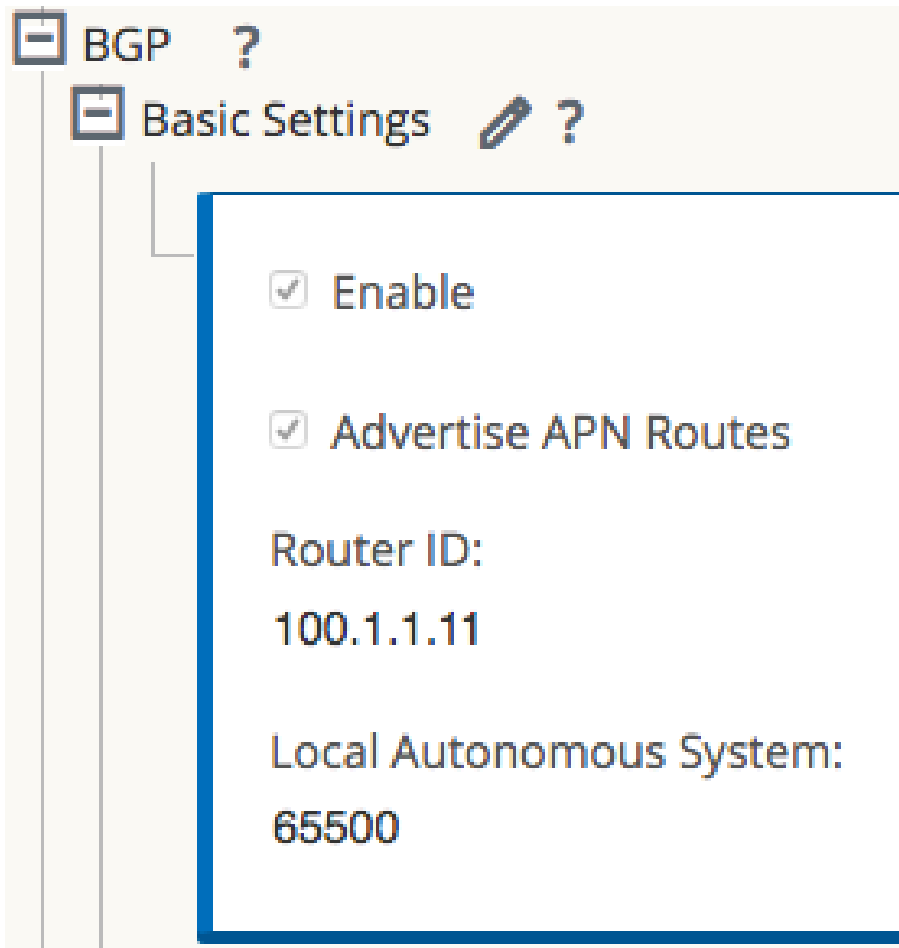 BGP ?
Basic Settings ?
Enable
Advertise APN Routes
Router ID:
100.1.1.11
Local Autonomous System:
65500